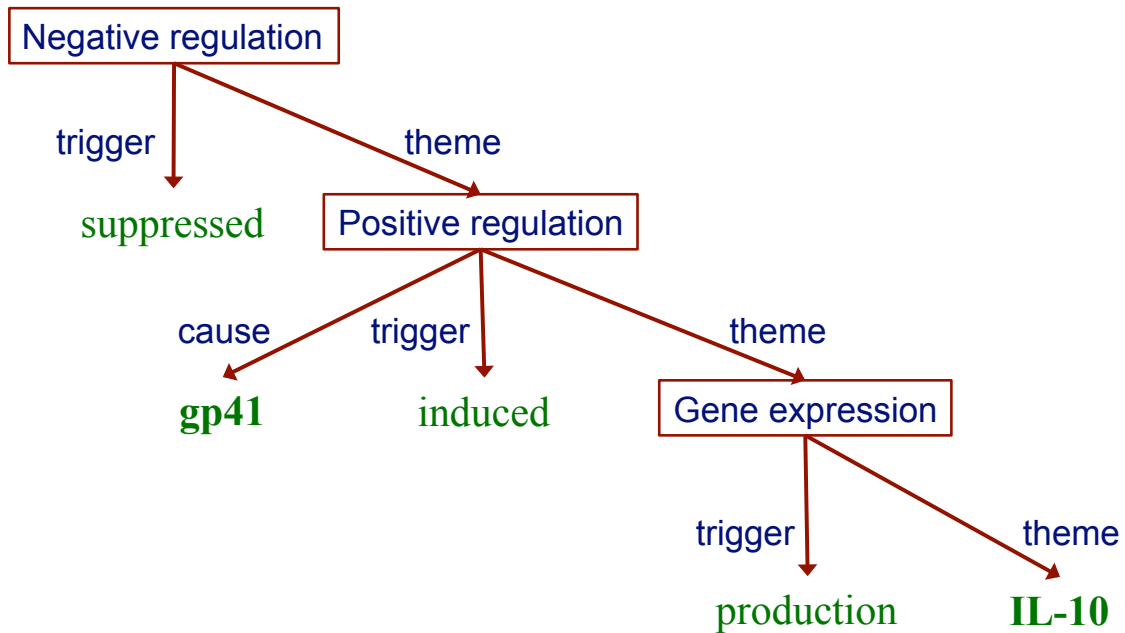 Negative regulation
trigger
theme
suppressed
Positive regulation
cause
trigger
theme
gp41
induced
Gene expression
trigger
theme
production
IL-10